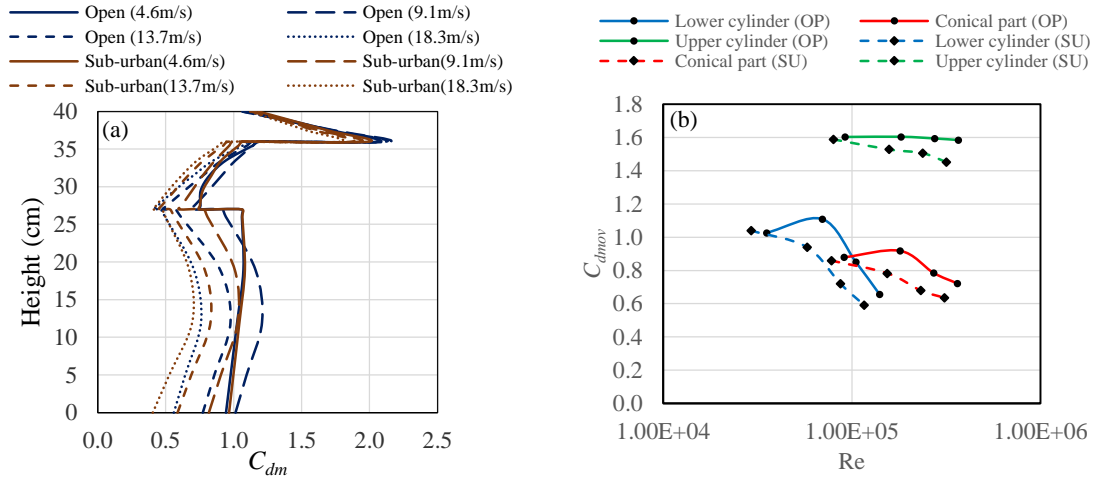 Open (4.6m/s) Open (9.1m/s)
Open (13.7m/s) Open (18.3m/s)
Sub-urban(4.6m/s) Sub-urban(9.1m/s)
Sub-urban(13.7m/s) Sub-urban(18.3m/s)
40
35
30
25
20
15
10
5
0
(a)
Height (cm)
0.0 0.5 1.0 1.5 2.0 2.5
Cdm
Lower cylinder (OP) Conical part (OP)
Upper cylinder (OP) Lower cylinder (SU)
Conical part (SU) Upper cylinder (SU)
1.8
1.6
1.4
1.2
1.0
0.8
0.6
0.4
0.2
0.0
(b)
Cdmov
1.00E+04 1.00E+05 1.00E+06
Re